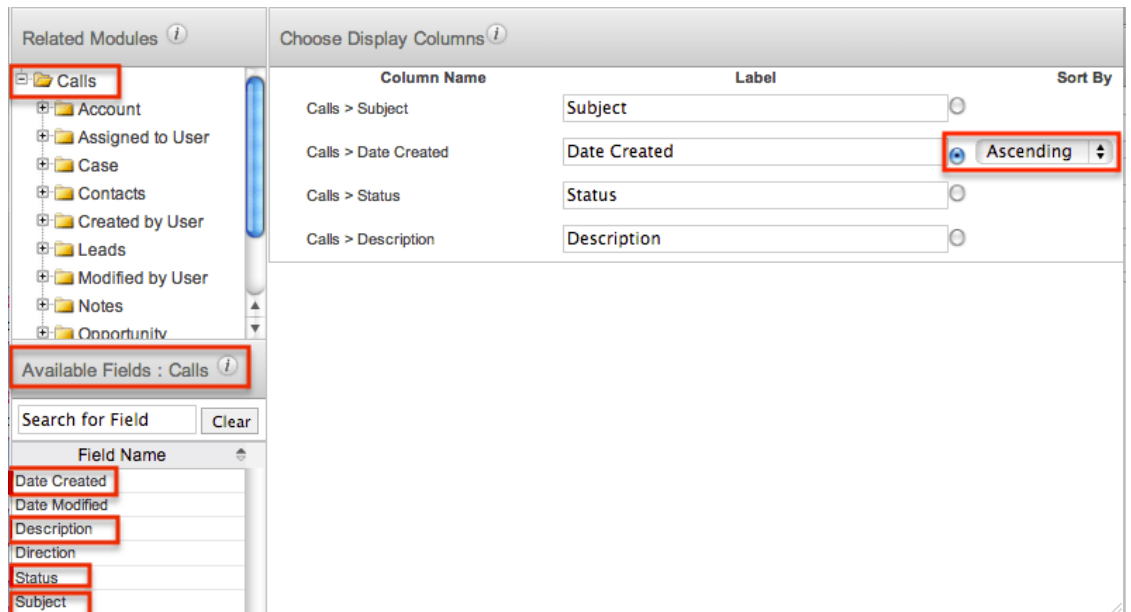 Related Modules i
Calls
Account
Assigned to User
Case
Contacts
Created by User
Leads
Modified by User
Notes
Opportunity
Available Fields : Calls i
Search for Field Clear
Field Name
Date Created
Date Modified
Description
Direction
Status
Subject
Choose Display Columns i
Column Name Label Sort By
Calls > Subject Subject
Calls > Date Created Date Created Ascending
Calls > Status Status
Calls > Description Description